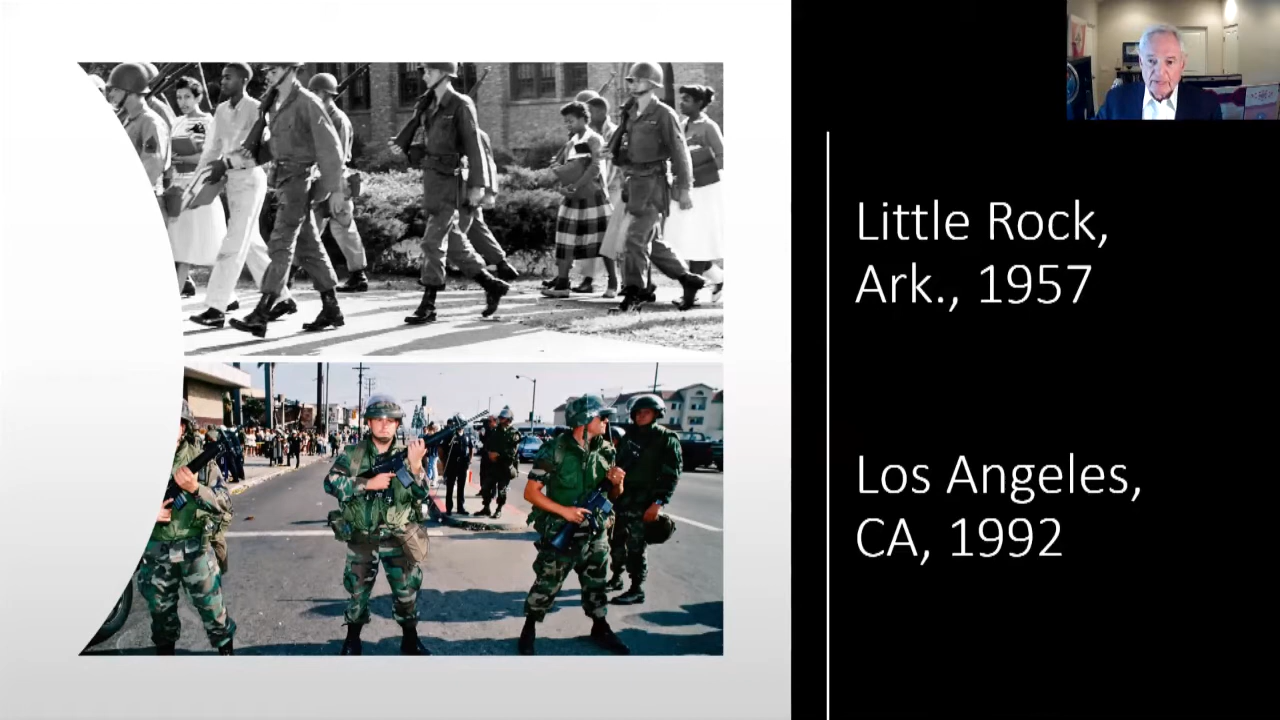 Little Rock,
Ark., 1957
Los Angeles,
CA, 1992